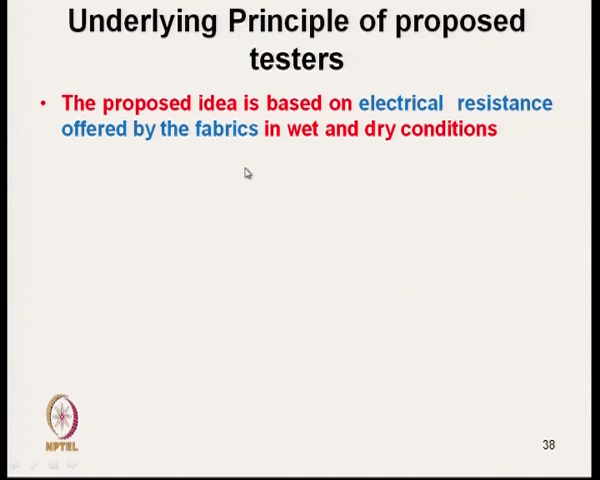 Underlying Principle of proposed
testers
• The proposed idea is based on electrical resistance
offered by the fabrics in wet and dry conditions
NPTEL
38